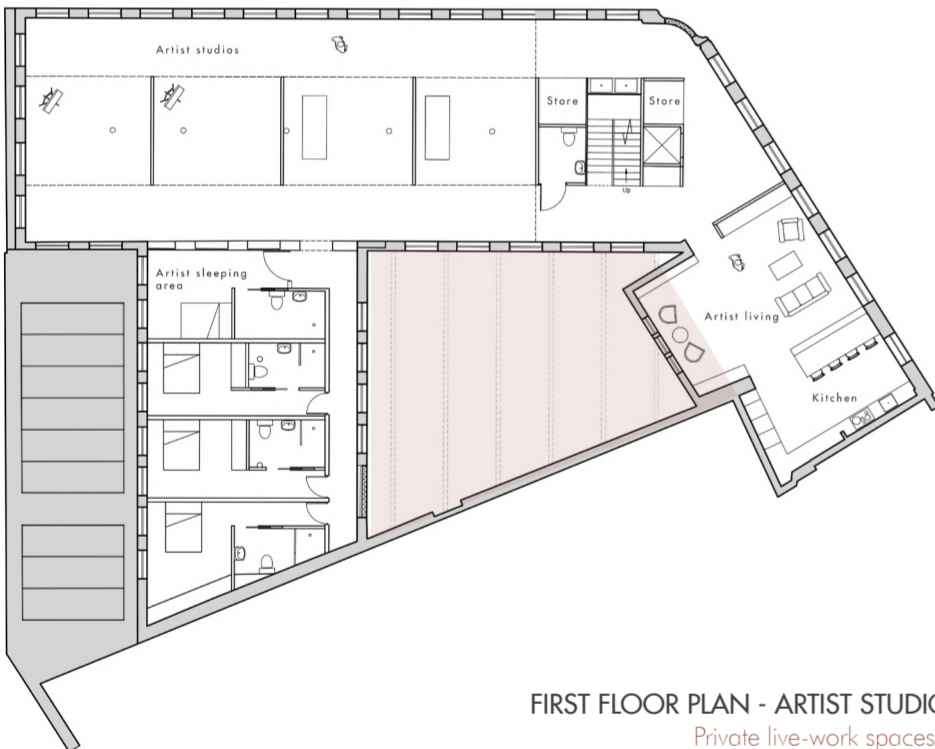 Artist studios
Store
Store
Up
Artist sleeping
area
Artist living
Kitchen
FIRST FLOOR PLAN - ARTIST STUDIO
Private live-work spaces